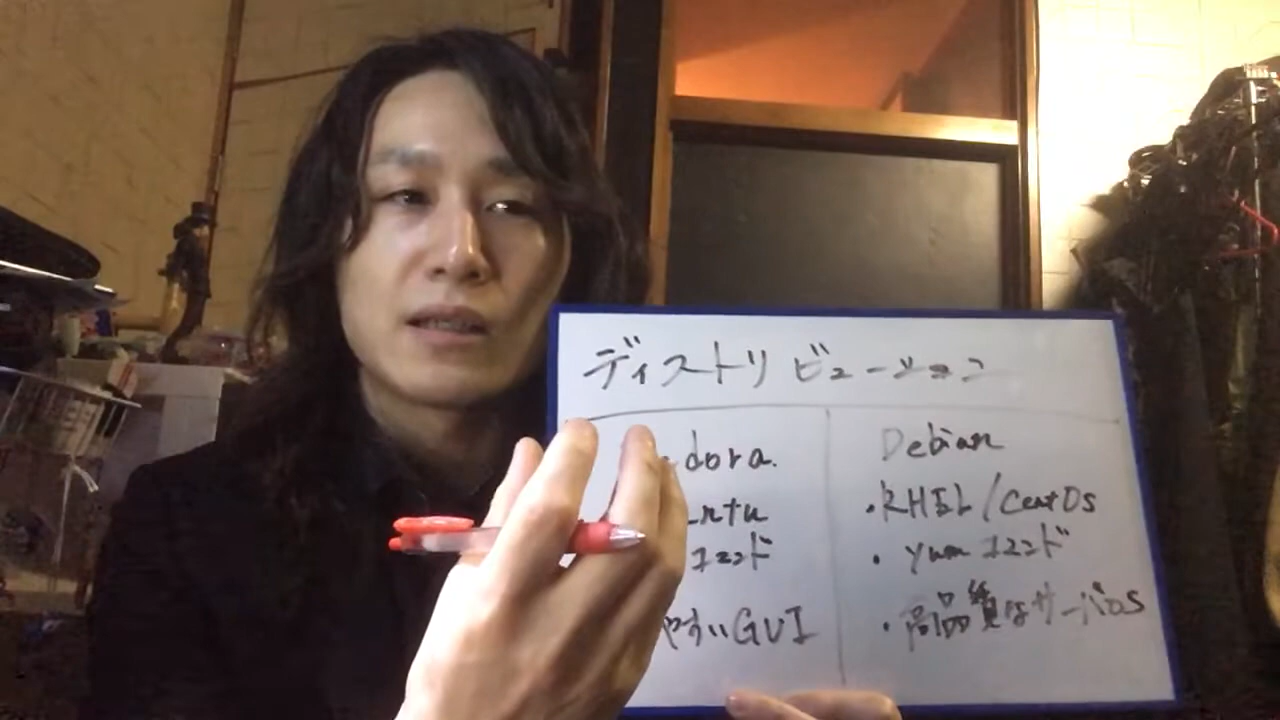 ディストリビューション
dora.
Debian
ntu
・RHEL/CentOS
コマンド
・yumコマンド
やすいGUI
・高品質なサーバOS